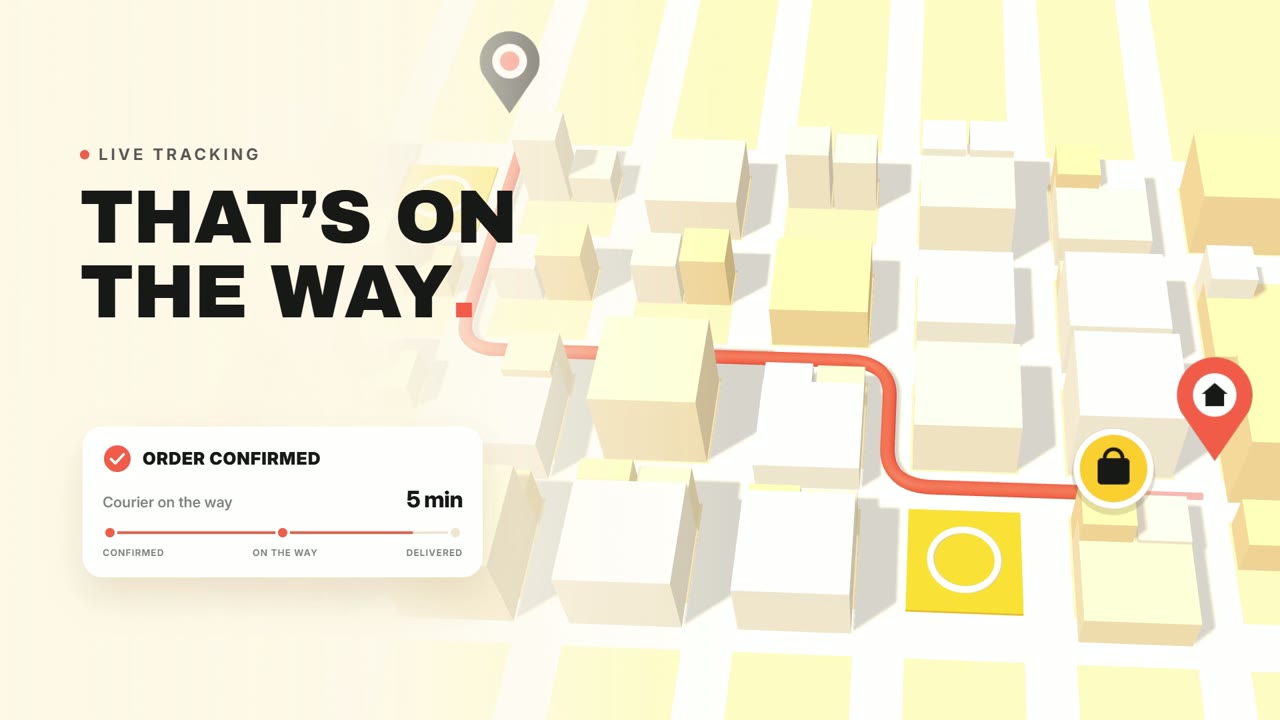 LIVE TRACKING
THAT’S ON
THE WAY.
ORDER CONFIRMED
Courier on the way 5 min
CONFIRMED ON THE WAY DELIVERED